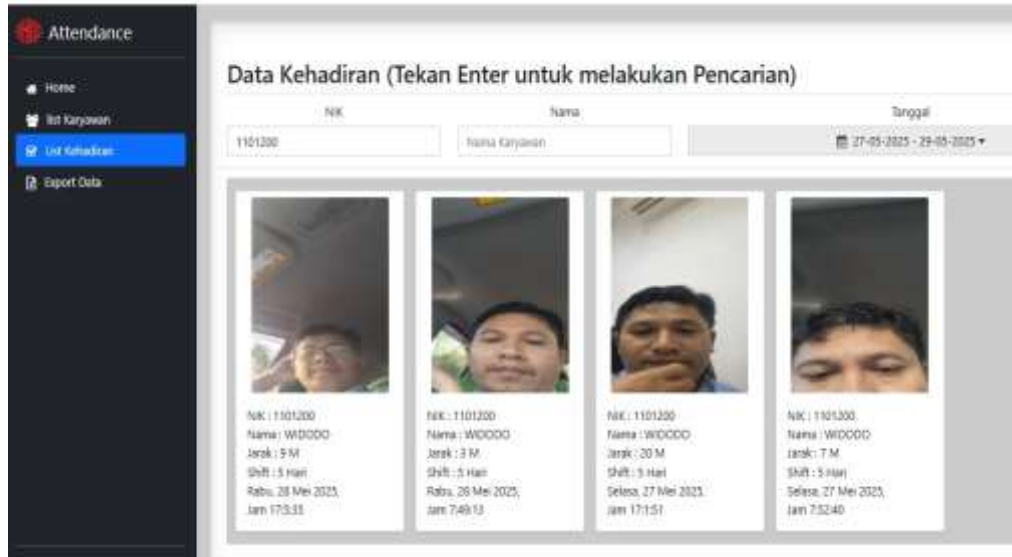 Attendance
Home
list Karyawan
List Kehadiran
Export Data
Data Kehadiran (Tekan Enter untuk melakukan Pencarian)
NIK
Nama
Tanggal
1101200
Nama Karyawan
27-05-2025 - 29-05-2025
NIK : 1101200
Nama : WIDODO
Jarak : 9 M
Shift : 5 Hari
Rabu, 28 Mei 2025,
Jam 17:5:35
NIK : 1101200
Nama : WIDODO
Jarak : 3 M
Shift : 5 Hari
Rabu, 28 Mei 2025,
Jam 7:49:13
NIK : 1101200
Nama : WIDODO
Jarak : 20 M
Shift : 5 Hari
Selasa, 27 Mei 2025,
Jam 17:1:51
NIK : 1101200
Nama : WIDODO
Jarak : 7 M
Shift : 5 Hari
Selasa, 27 Mei 2025,
Jam 7:52:40